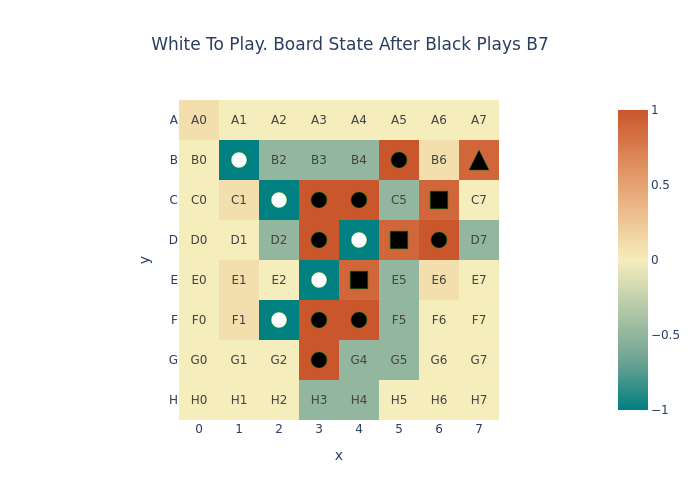 White To Play. Board State After Black Plays B7
A A0 A1 A2 A3 A4 A5 A6 A7 1
B B0 B2 B3 B4 B6
C C0 C1 C5 C7 0.5
D D0 D1 D2 D7
y 0
E E0 E1 E2 E5 E6 E7
F F0 F1 F5 F6 F7 −0.5
G G0 G1 G2 G4 G5 G6 G7
H H0 H1 H2 H3 H4 H5 H6 H7 −1
0 1 2 3 4 5 6 7
x